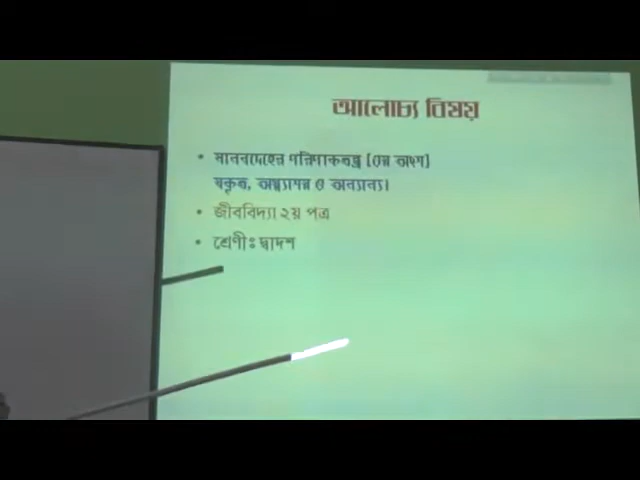 আলোচ্য বিষয়
• মানবদেহের পরিপাকতন্ত্র (৩য় অংশ)
যকৃত, অগ্ন্যাশয় ও অন্যান্য।
• জীববিদ্যা ২য় পত্র
• শ্রেণীঃ দ্বাদশ